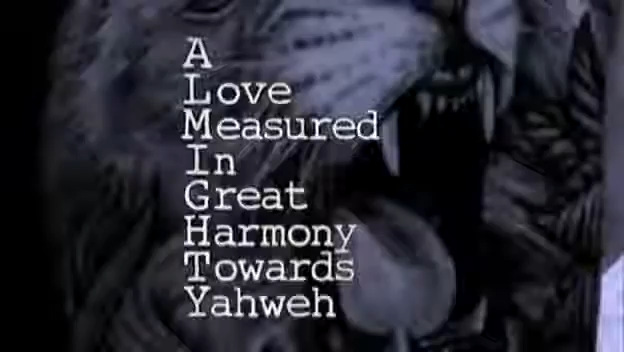 A
Love
Measured
In
Great
Harmony
Towards
Yahweh